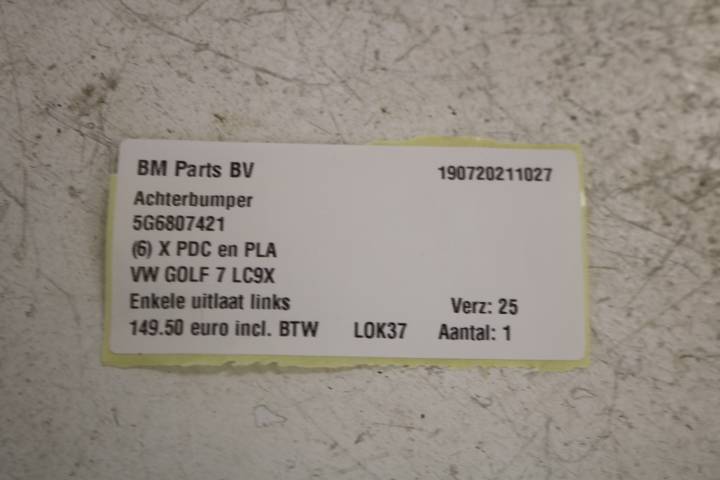 BM Parts BV 190720211027
Achterbumper
5G6807421
(6) X PDC en PLA
VW GOLF 7 LC9X
Enkele uitlaat links Verz: 25
149.50 euro incl. BTW LOK37 Aantal: 1